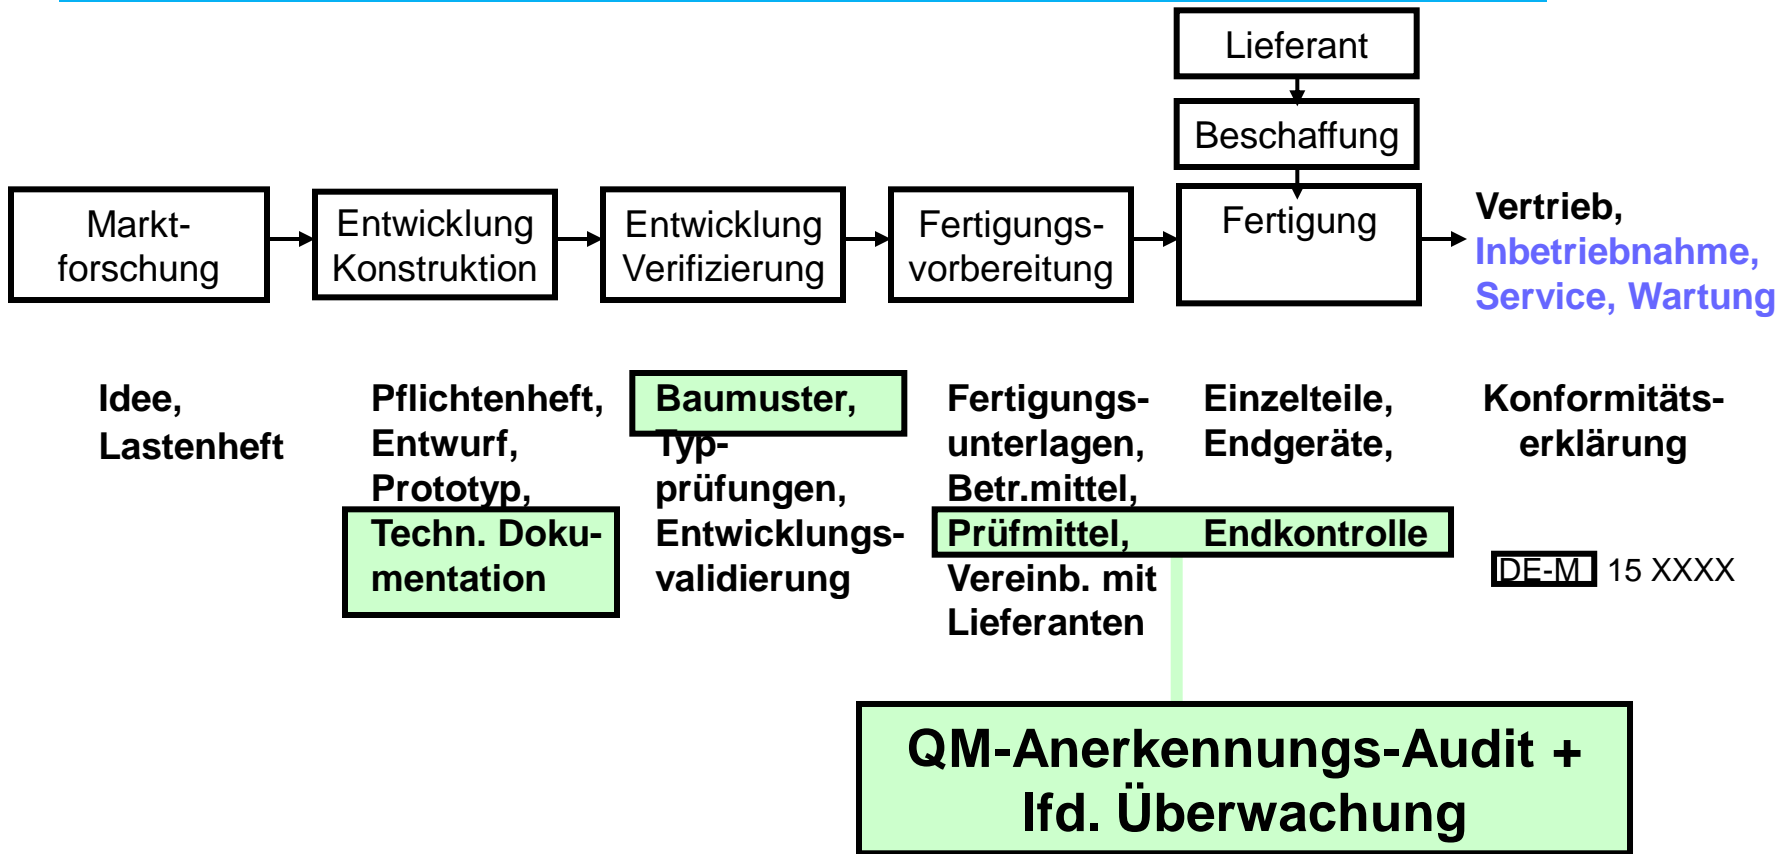 Lieferant
Beschaffung
Markt-
forschung
Entwicklung
Konstruktion
Entwicklung
Verifizierung
Fertigungs-
vorbereitung
Fertigung
Vertrieb,
Inbetriebnahme,
Service, Wartung
Idee,
Lastenheft
Pflichtenheft,
Entwurf,
Prototyp,
Techn. Doku-
mentation
Baumuster,
Typ-
prüfungen,
Entwicklungs-
validierung
Fertigungs-
unterlagen,
Betr.mittel,
Prüfmittel,
Vereinb. mit
Lieferanten
Einzelteile,
Endgeräte,
Endkontrolle
Konformitäts-
erklärung
DE-M 15 XXXX
QM-Anerkennungs-Audit +
lfd. Überwachung